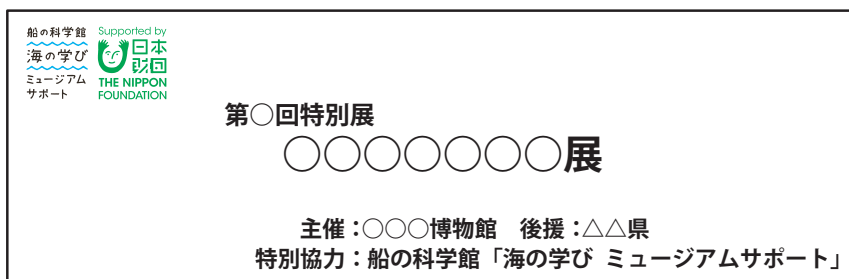 船の科学館
海の学び
ミュージアム
サポート
Supported by
日本
財団
THE NIPPON
FOUNDATION
第○回特別展
○○○○○○○展
主催：○○○博物館　後援：△△県
特別協力：船の科学館「海の学び ミュージアムサポート」